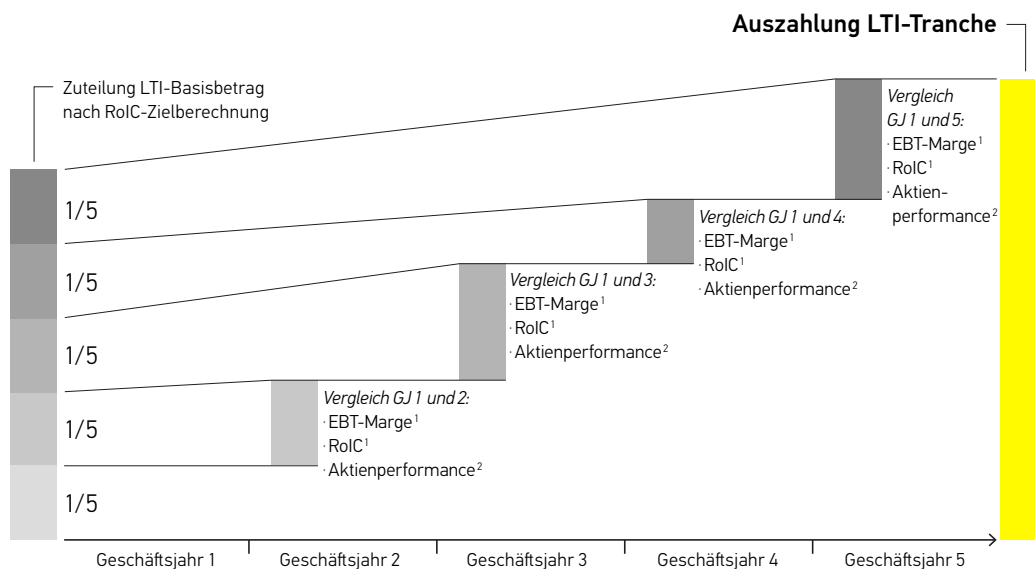 Auszahlung LTI-Tranche
Zuteilung LTI-Basisbetrag
nach RoIC-Zielberechnung
Vergleich
GJ 1 und 5:
· EBT-Marge¹
· RoIC¹
· Aktien-
performance²
1/5
Vergleich GJ 1 und 4:
· EBT-Marge¹
· RoIC¹
· Aktienperformance²
1/5
Vergleich GJ 1 und 3:
· EBT-Marge¹
· RoIC¹
· Aktienperformance²
1/5
Vergleich GJ 1 und 2:
· EBT-Marge¹
· RoIC¹
· Aktienperformance²
1/5
1/5
Geschäftsjahr 1 Geschäftsjahr 2 Geschäftsjahr 3 Geschäftsjahr 4 Geschäftsjahr 5